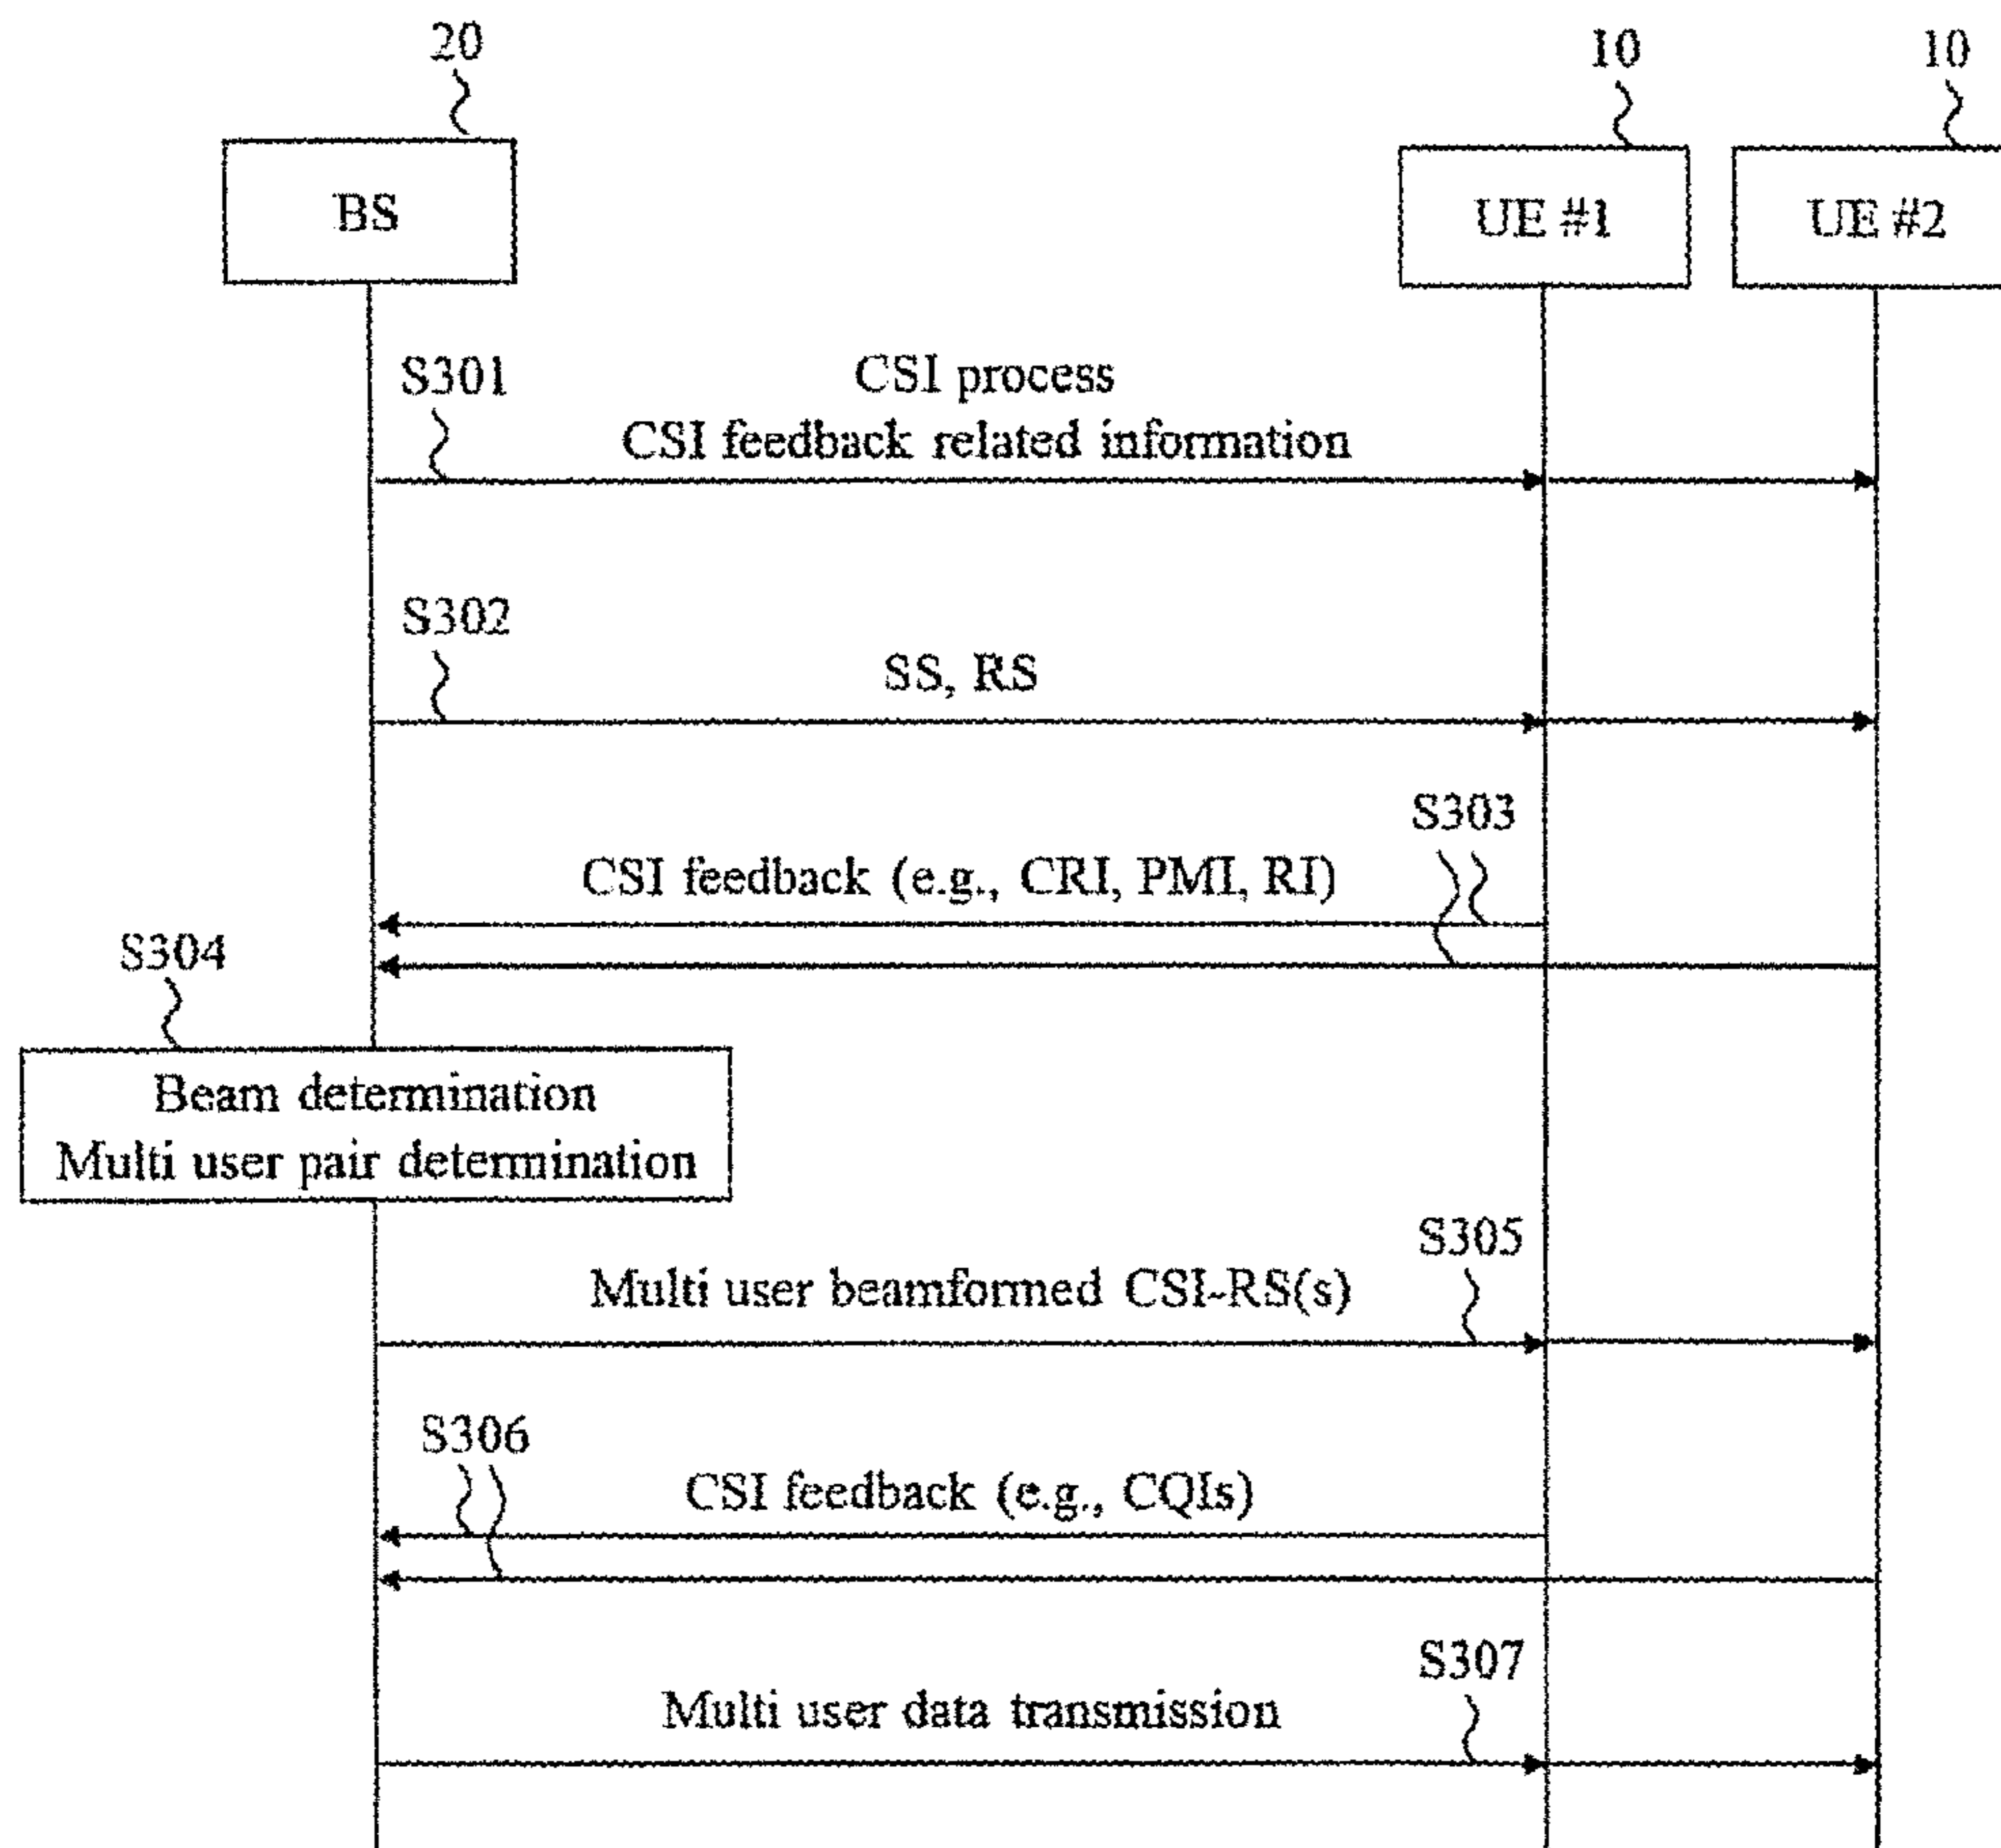 20
10
10
BS
UE #1
UE #2
S301
CSI process
CSI feedback related information
S302
SS, RS
S303
CSI feedback (e.g., CRI, PMI, RI)
S304
Beam determination
Multi user pair determination
S305
Multi user beamformed CSI-RS(s)
S306
CSI feedback (e.g., CQIs)
S307
Multi user data transmission